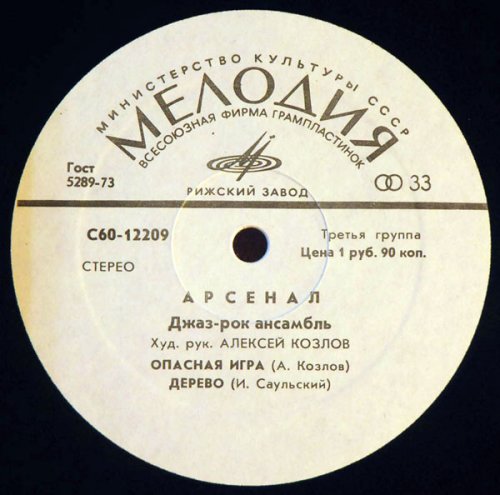 МИНИСТЕРСТВО КУЛЬТУРЫ СССР
МЕЛОДИЯ
ВСЕСОЮЗНАЯ ФИРМА ГРАМПЛАСТИНОК
Гост
5289-73
33
РИЖСКИЙ ЗАВОД
С60-12209
Третья группа
Цена 1 руб. 90 коп.
СТЕРЕО
АРСЕНАЛ
Джаз-рок ансамбль
Худ. рук. АЛЕКСЕЙ КОЗЛОВ
ОПАСНАЯ ИГРА (А. Козлов)
ДЕРЕВО (И. Саульский)